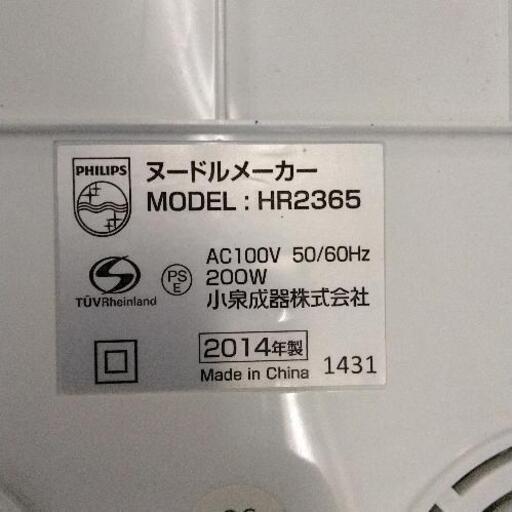 PHILIPS
ヌードルメーカー
MODEL : HR2365
AC100V 50/60Hz
200W
小泉成器株式会社
TÜVRheinland
PS
E
2014年製
Made in China 1431